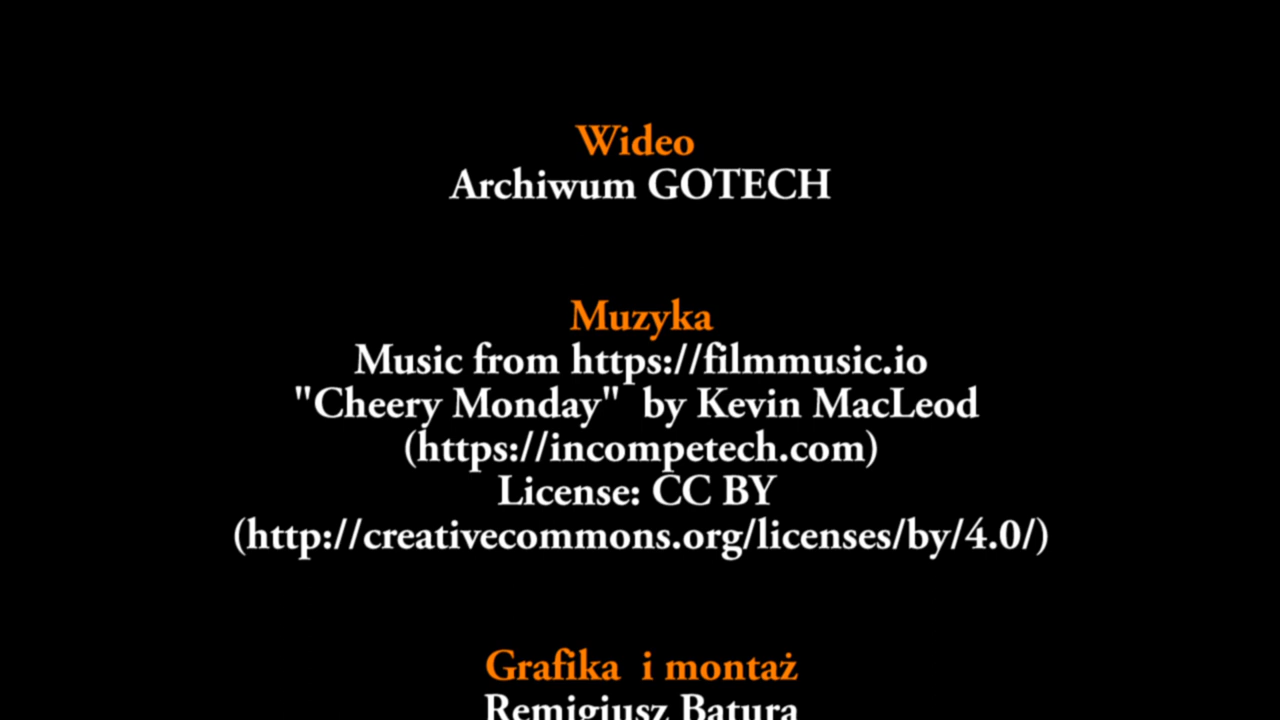 Wideo
Archiwum GOTECH
Muzyka
Music from https://filmmusic.io
"Cheery Monday"  by Kevin MacLeod
(https://incompetech.com)
License: CC BY
(http://creativecommons.org/licenses/by/4.0/)
Grafika  i montaż
Remigiusz Batura